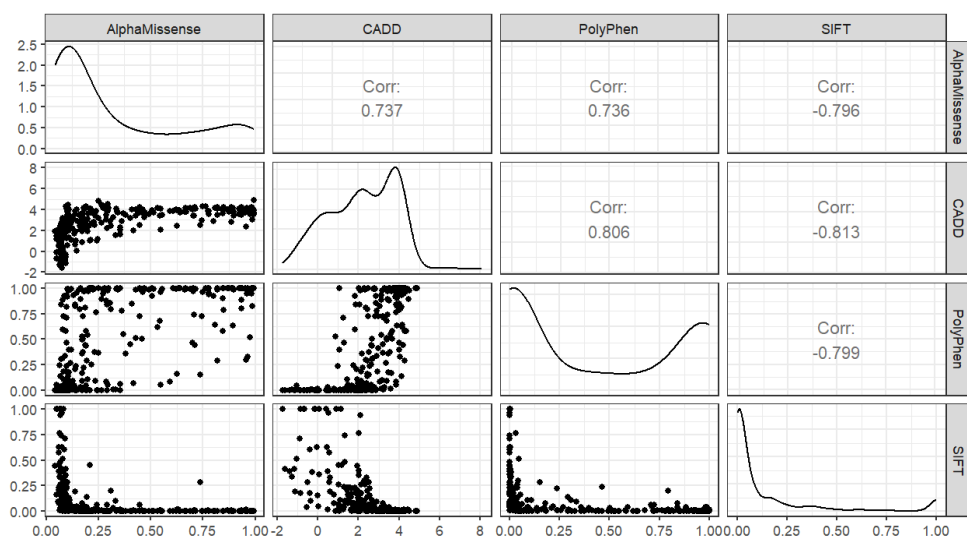 AlphaMissense CADD PolyPhen SIFT
2.5
2.0
1.5
1.0
0.5
0.0
Corr:
0.737
Corr:
0.736
Corr:
-0.796
AlphaMissense
8
6
4
2
0
-2
Corr:
0.806
Corr:
-0.813
CADD
1.00
0.75
0.50
0.25
0.00
Corr:
-0.799
PolyPhen
1.00
0.75
0.50
0.25
0.00
SIFT
0.00 0.25 0.50 0.75 1.00 -2 0 2 4 6 8 0.00 0.25 0.50 0.75 1.00 0.00 0.25 0.50 0.75 1.00